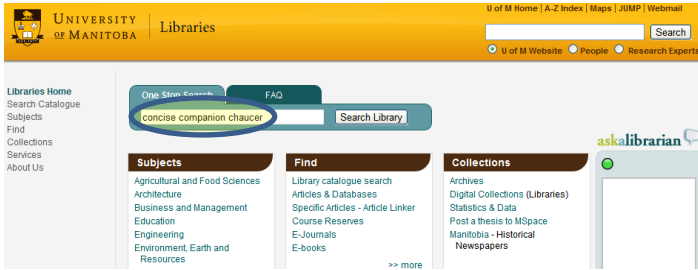 U of M Home | A-Z Index | Maps | JUMP | Webmail
UNIVERSITY
OF MANITOBA
Libraries
Search
U of M Website People Research Experts
Libraries Home
Search Catalogue
Subjects
Find
Collections
Services
About Us
One Stop Search
FAQ
concise companion chaucer
Search Library
askalibrarian
Subjects
Agricultural and Food Sciences
Architecture
Business and Management
Education
Engineering
Environment, Earth and
Resources
Find
Library catalogue search
Articles & Databases
Specific Articles - Article Linker
Course Reserves
E-Journals
E-books
>> more
Collections
Archives
Digital Collections (Libraries)
Statistics & Data
Post a thesis to MSpace
Manitoba - Historical
Newspapers